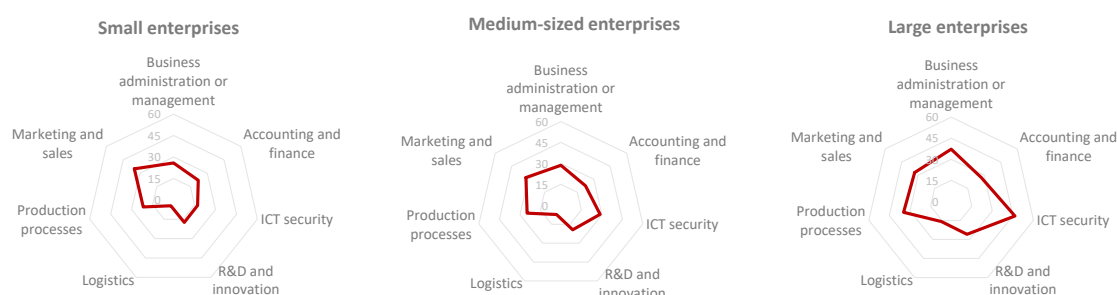 Small enterprises
Business
administration or
management
60
45
30
15
0
Accounting and
finance
ICT security
R&D and
innovation
Logistics
Production
processes
Marketing and
sales
Medium-sized enterprises
Business
administration or
management
60
45
30
15
0
Accounting and
finance
ICT security
R&D and
innovation
Logistics
Production
processes
Marketing and
sales
Large enterprises
Business
administration or
management
60
45
30
15
0
Accounting and
finance
ICT security
R&D and
innovation
Logistics
Production
processes
Marketing and
sales